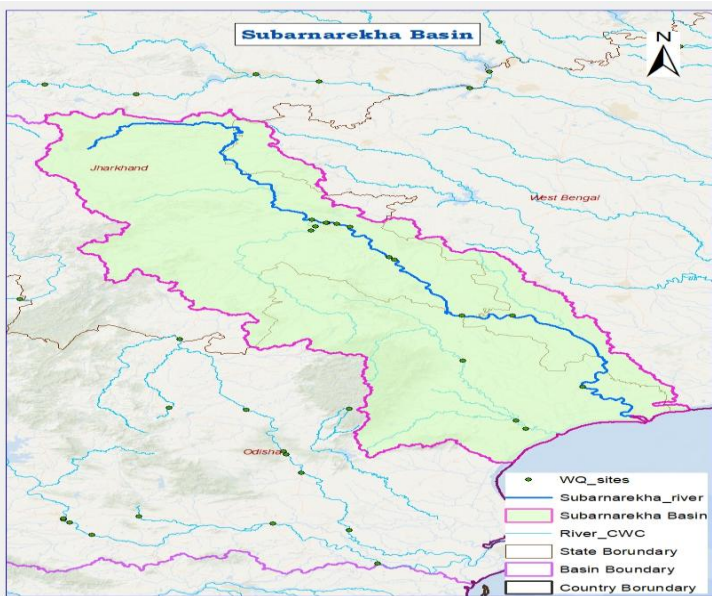 Subarnarekha Basin
N
Jharkhand
West Bengal
Odisha
WQ_sites
Subarnarekha_river
Subarnarekha Basin
River_CWC
State Borundary
Basin Boundary
Country Borundary